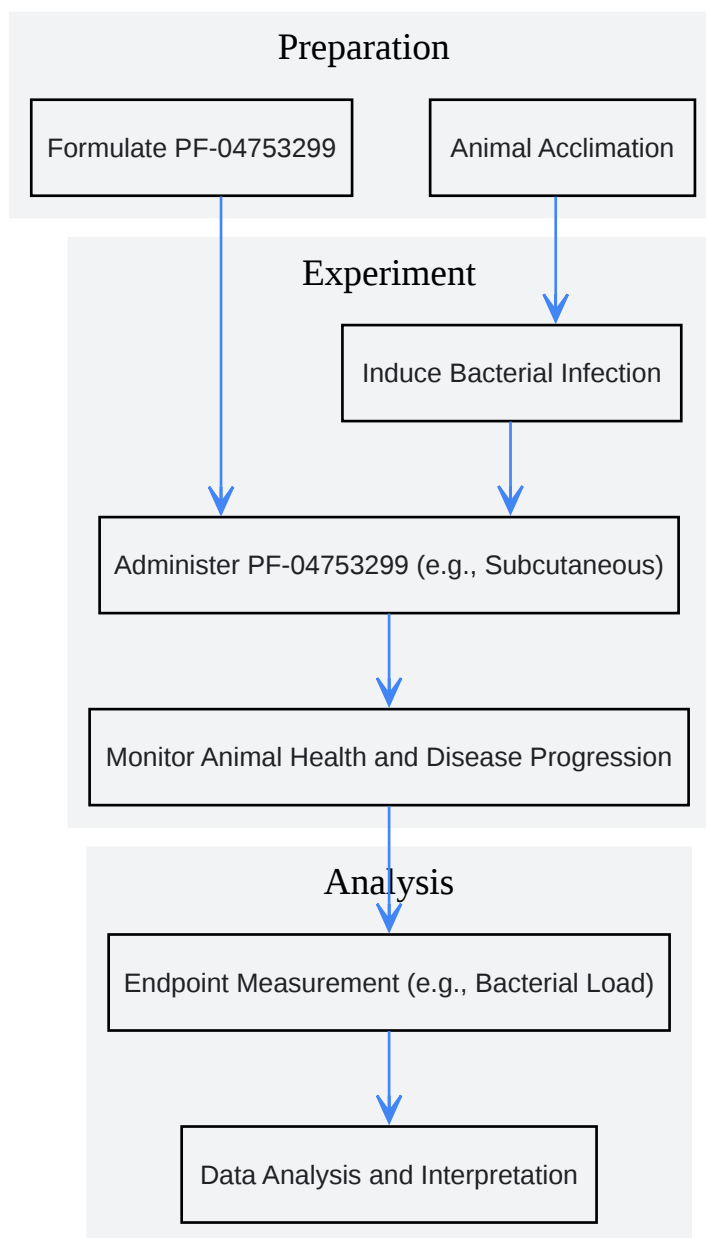 Preparation
Formulate PF-04753299
Animal Acclimation
Experiment
Induce Bacterial Infection
Administer PF-04753299 (e.g., Subcutaneous)
Monitor Animal Health and Disease Progression
Analysis
Endpoint Measurement (e.g., Bacterial Load)
Data Analysis and Interpretation